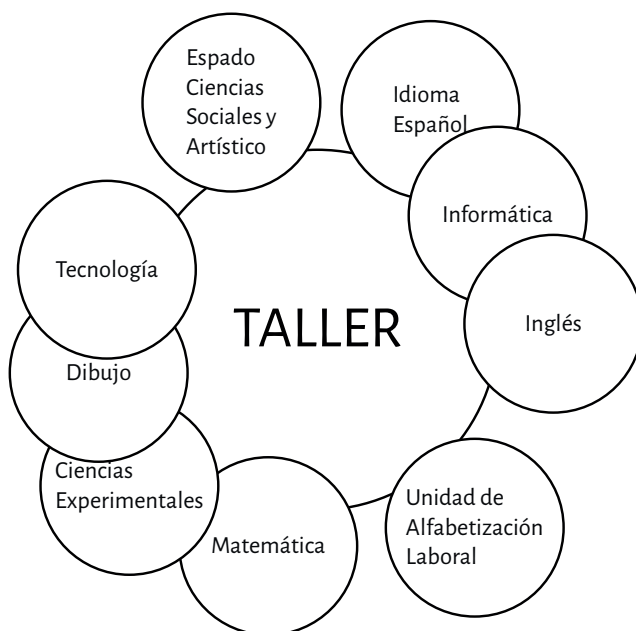 Espado
Ciencias
Sociales y
Artístico
Idioma
Español
Informática
Tecnología
TALLER
Inglés
Dibujo
Ciencias
Experimentales
Matemática
Unidad de
Alfabetización
Laboral